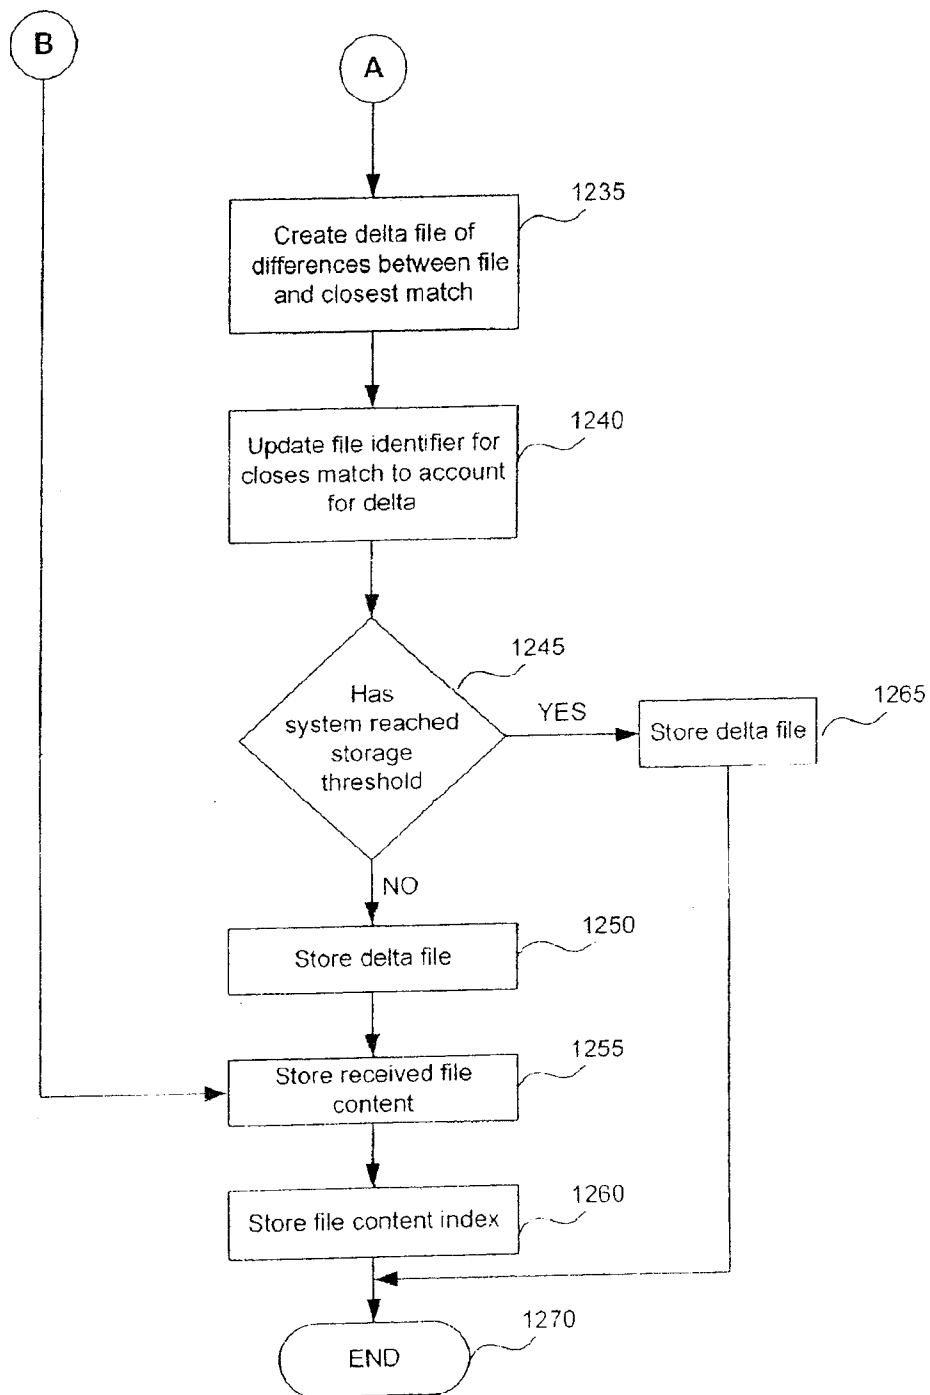 B
A
1235
Create delta file of
differences between file
and closest match
1240
Update file identifier for
closes match to account
for delta
1245
Has
system reached
storage
threshold
YES
1265
Store delta file
NO
1250
Store delta file
1255
Store received file
content
1260
Store file content index
1270
END